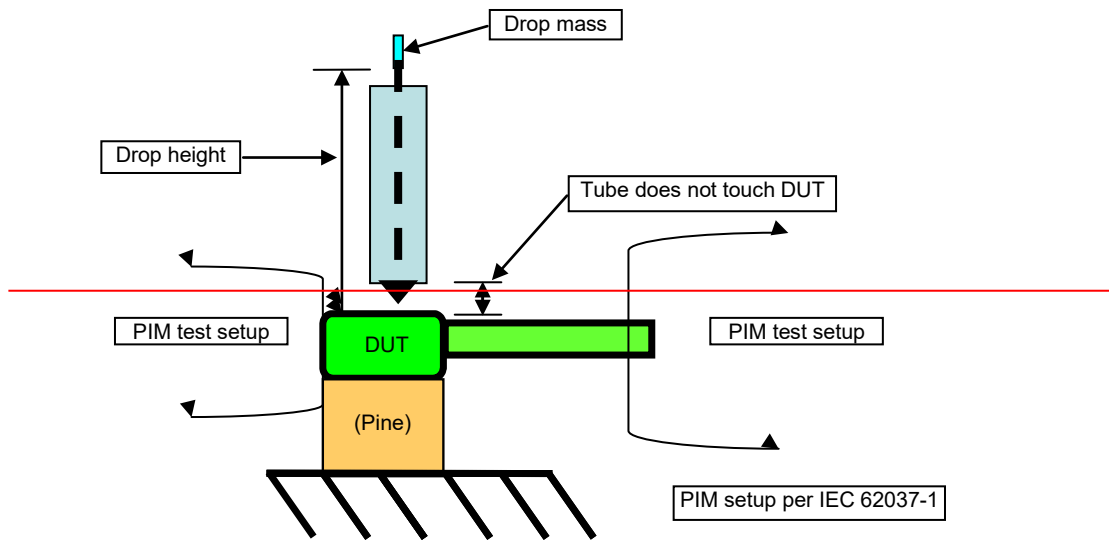 Drop mass
Drop height
Tube does not touch DUT
PIM test setup
DUT
PIM test setup
(Pine)
PIM setup per IEC 62037-1